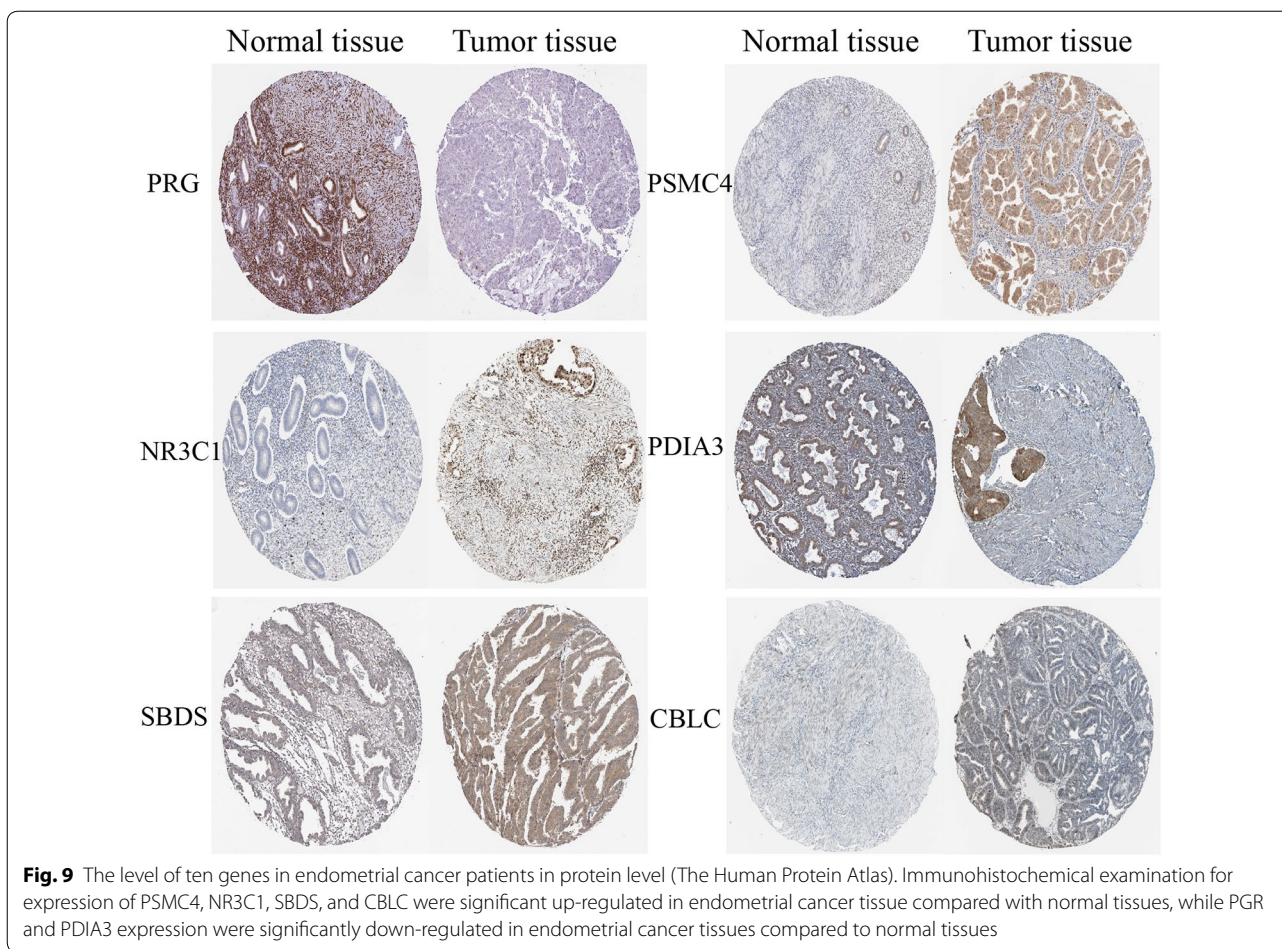 Normal tissue Tumor tissue Normal tissue Tumor tissue
PRG PSMC4
NR3C1 PDIA3
SBDS CBLC
Fig. 9 The level of ten genes in endometrial cancer patients in protein level (The Human Protein Atlas). Immunohistochemical examination for
expression of PSMC4, NR3C1, SBDS, and CBLC were significant up-regulated in endometrial cancer tissue compared with normal tissues, while PGR
and PDIA3 expression were significantly down-regulated in endometrial cancer tissues compared to normal tissues